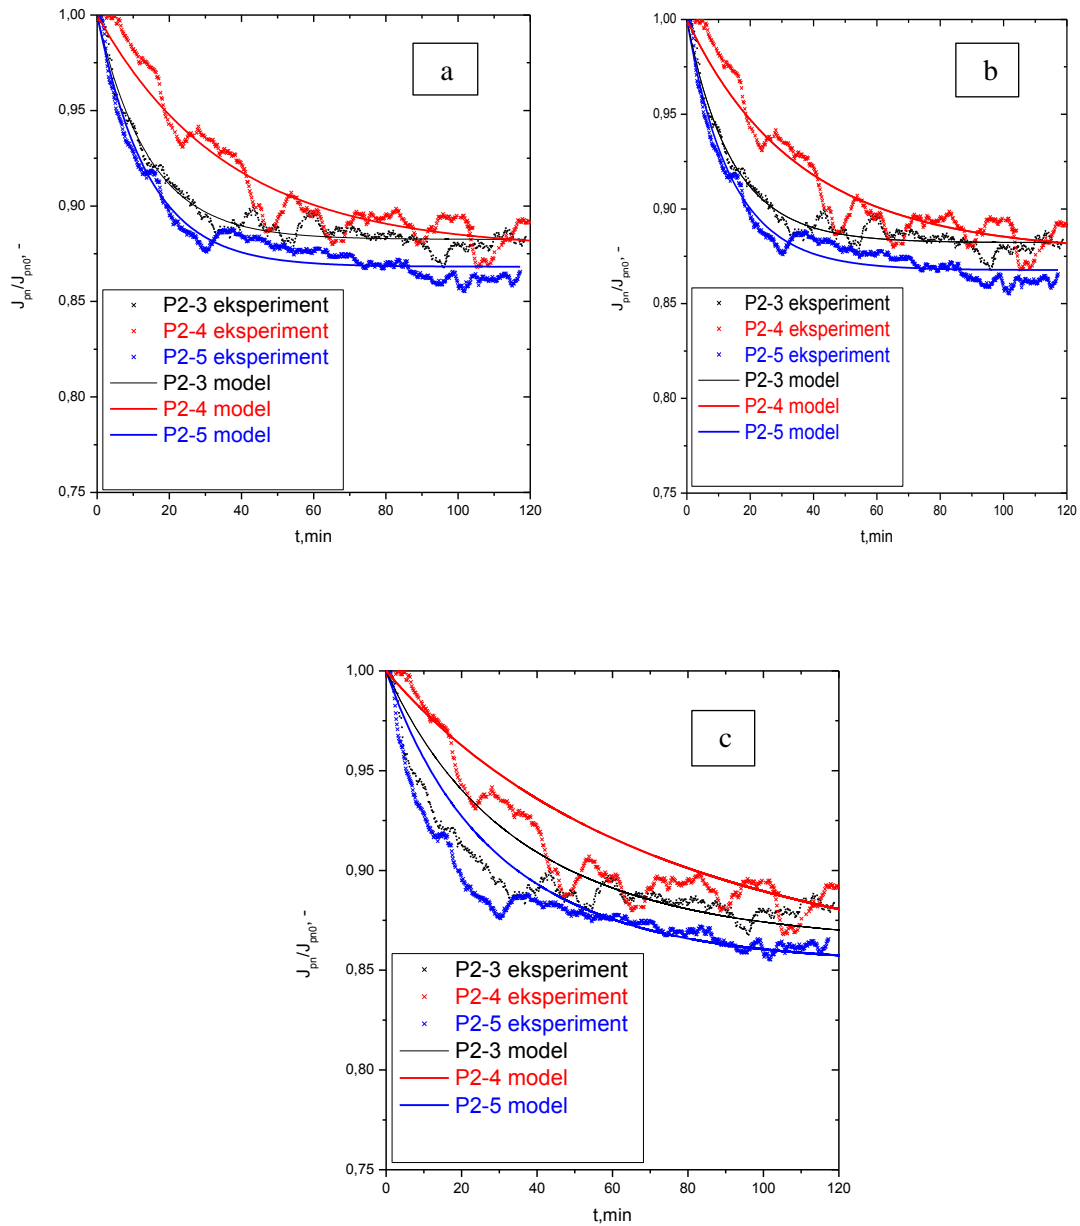 a
1,00
0,95
0,90
0,85
0,80
0,75
J_pn/J_pn0, -
P2-3 eksperiment
P2-4 eksperiment
P2-5 eksperiment
P2-3 model
P2-4 model
P2-5 model
0 20 40 60 80 100 120
t,min
b
1,00
0,95
0,90
0,85
0,80
0,75
J_pn/J_pn0, -
P2-3 eksperiment
P2-4 eksperiment
P2-5 eksperiment
P2-3 model
P2-4 model
P2-5 model
0 20 40 60 80 100 120
t,min
c
1,00
0,95
0,90
0,85
0,80
0,75
J_pn/J_pn0, -
P2-3 eksperiment
P2-4 eksperiment
P2-5 eksperiment
P2-3 model
P2-4 model
P2-5 model
0 20 40 60 80 100 120
t,min